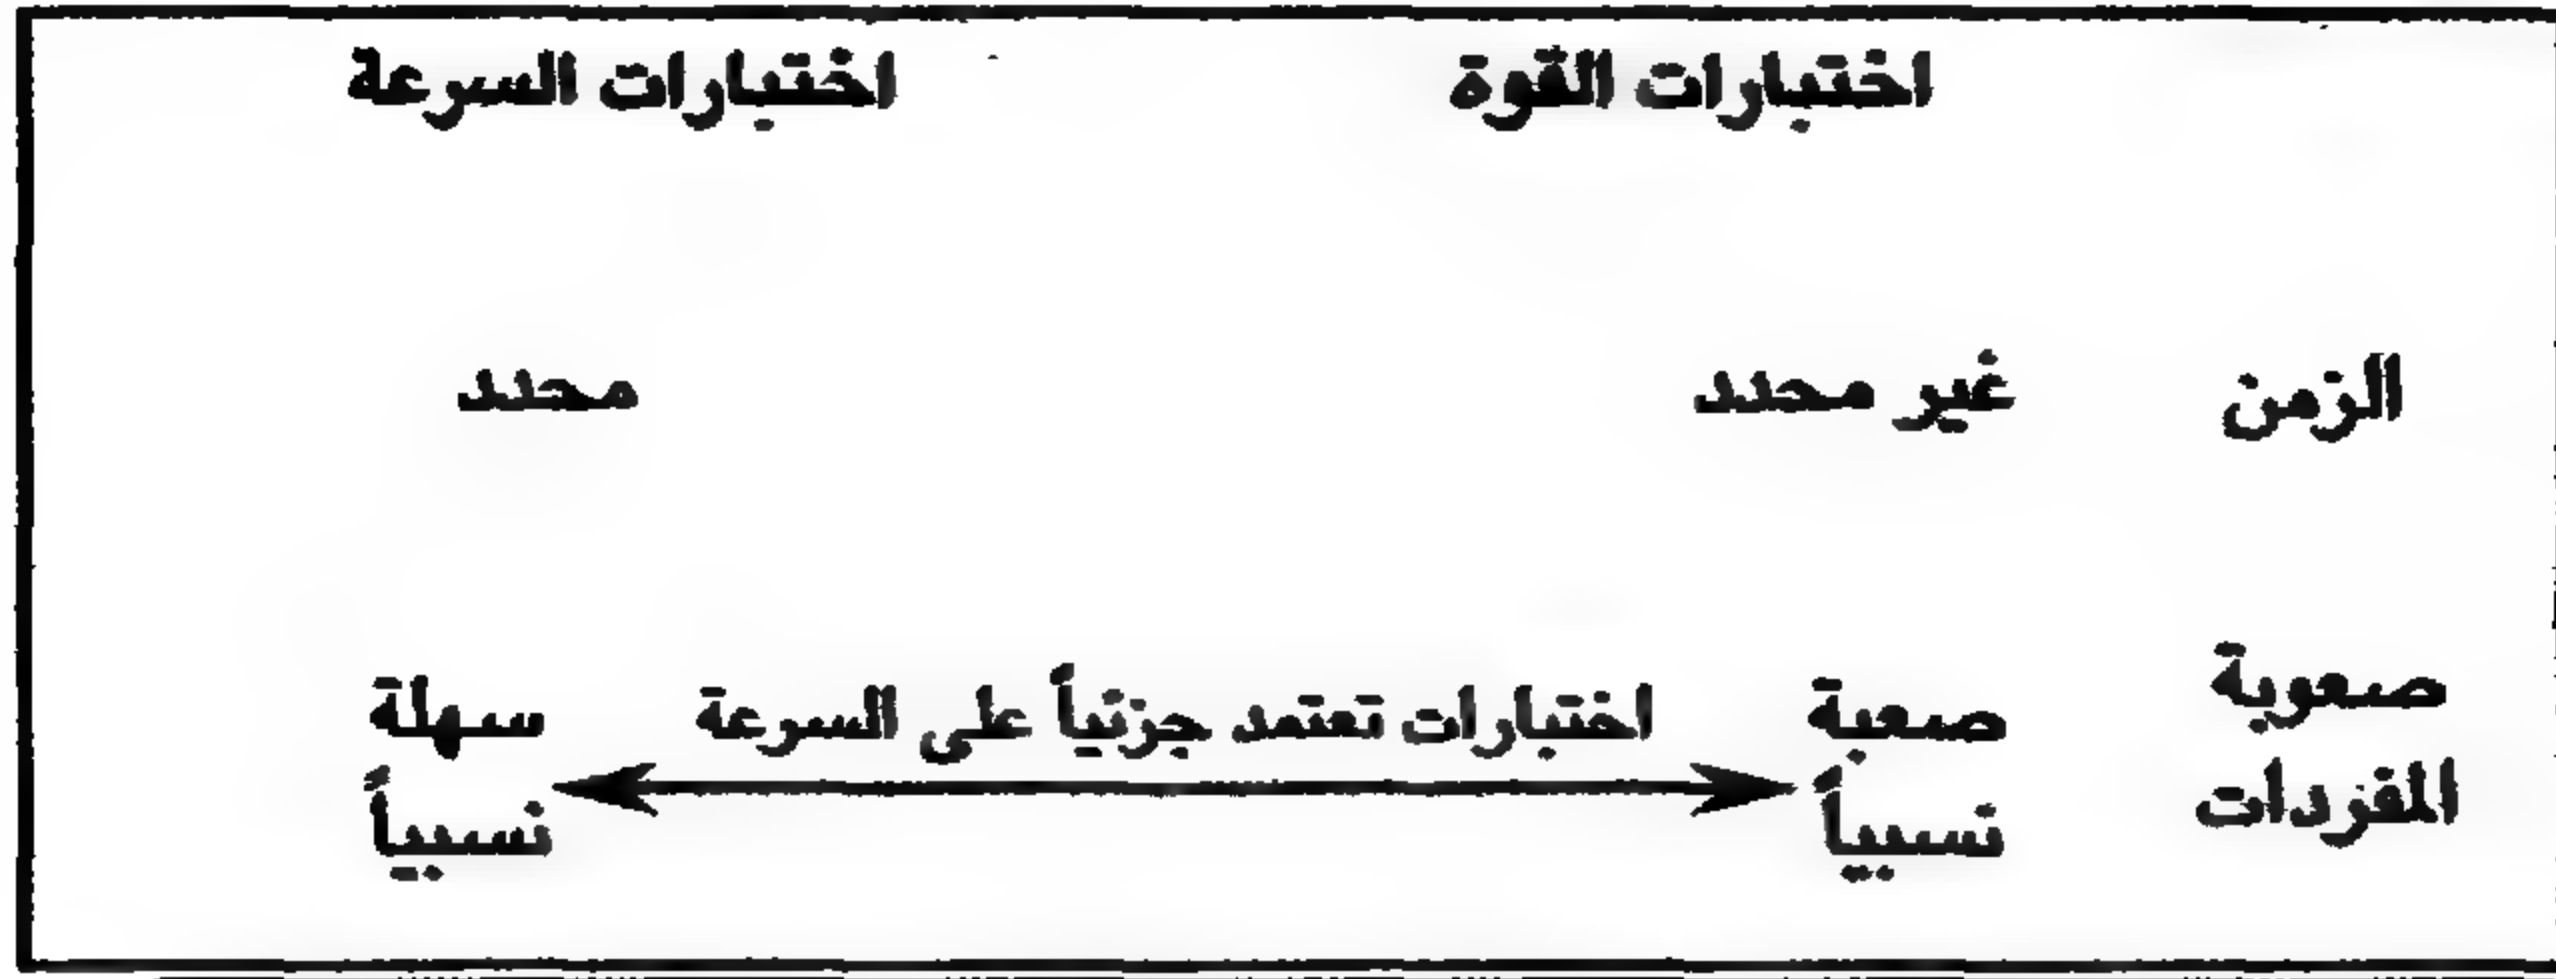 اختبارات القوة اختبارات السرعة
الزمن غير محدد محدد
صعوبة صعبة اختبارات تعتمد جزئياً على السرعة سهلة
المفردات نسبياً نسبياً